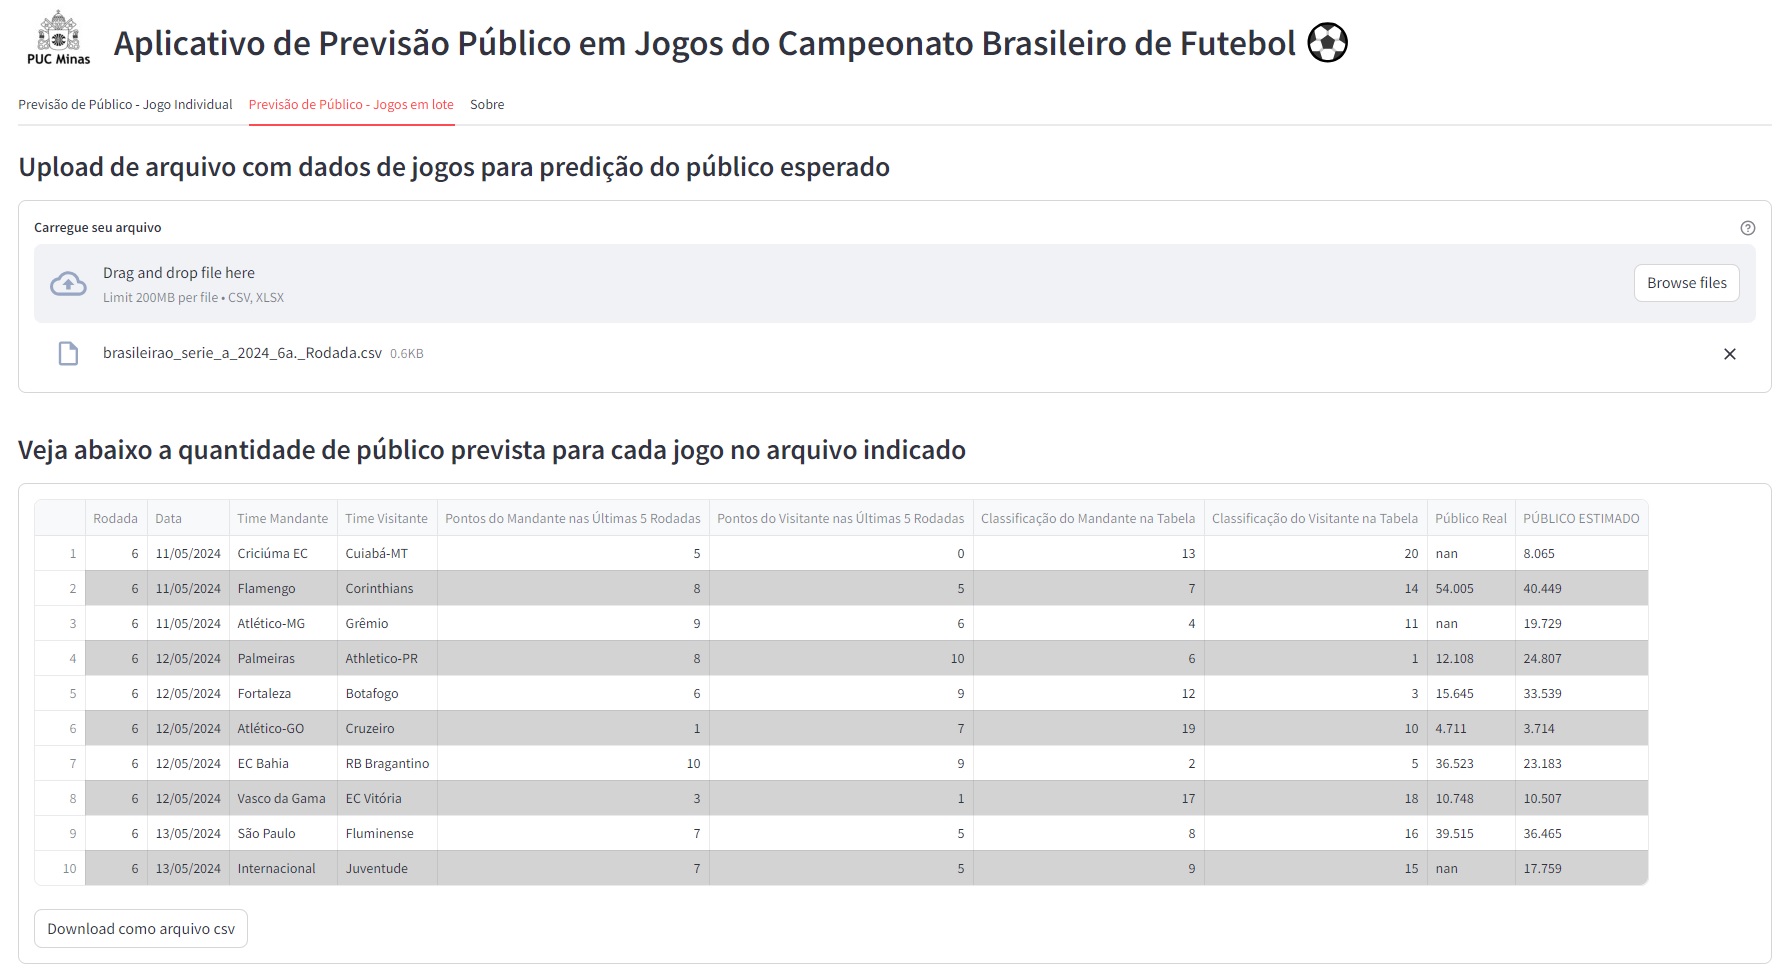 PUC Minas
Aplicativo de Previsão Público em Jogos do Campeonato Brasileiro de Futebol
Previsão de Público - Jogo Individual Previsão de Público - Jogos em lote Sobre
Upload de arquivo com dados de jogos para predição do público esperado
Carregue seu arquivo
Drag and drop file here
Limit 200MB per file • CSV, XLSX
Browse files
brasileirao_serie_a_2024_6a._Rodada.csv 0.6KB
Veja abaixo a quantidade de público prevista para cada jogo no arquivo indicado
Rodada Data Time Mandante Time Visitante Pontos do Mandante nas Últimas 5 Rodadas Pontos do Visitante nas Últimas 5 Rodadas Classificação do Mandante na Tabela Classificação do Visitante na Tabela Público Real PÚBLICO ESTIMADO
1 6 11/05/2024 Criciúma EC Cuiabá-MT 5 0 13 20 nan 8.065
2 6 11/05/2024 Flamengo Corinthians 8 5 7 14 54.005 40.449
3 6 11/05/2024 Atlético-MG Grêmio 9 6 4 11 nan 19.729
4 6 12/05/2024 Palmeiras Athletico-PR 8 10 6 1 12.108 24.807
5 6 12/05/2024 Fortaleza Botafogo 6 9 12 3 15.645 33.539
6 6 12/05/2024 Atlético-GO Cruzeiro 1 7 19 10 4.711 3.714
7 6 12/05/2024 EC Bahia RB Bragantino 10 9 2 5 36.523 23.183
8 6 12/05/2024 Vasco da Gama EC Vitória 3 1 17 18 10.748 10.507
9 6 13/05/2024 São Paulo Fluminense 7 5 8 16 39.515 36.465
10 6 13/05/2024 Internacional Juventude 7 5 9 15 nan 17.759
Download como arquivo csv